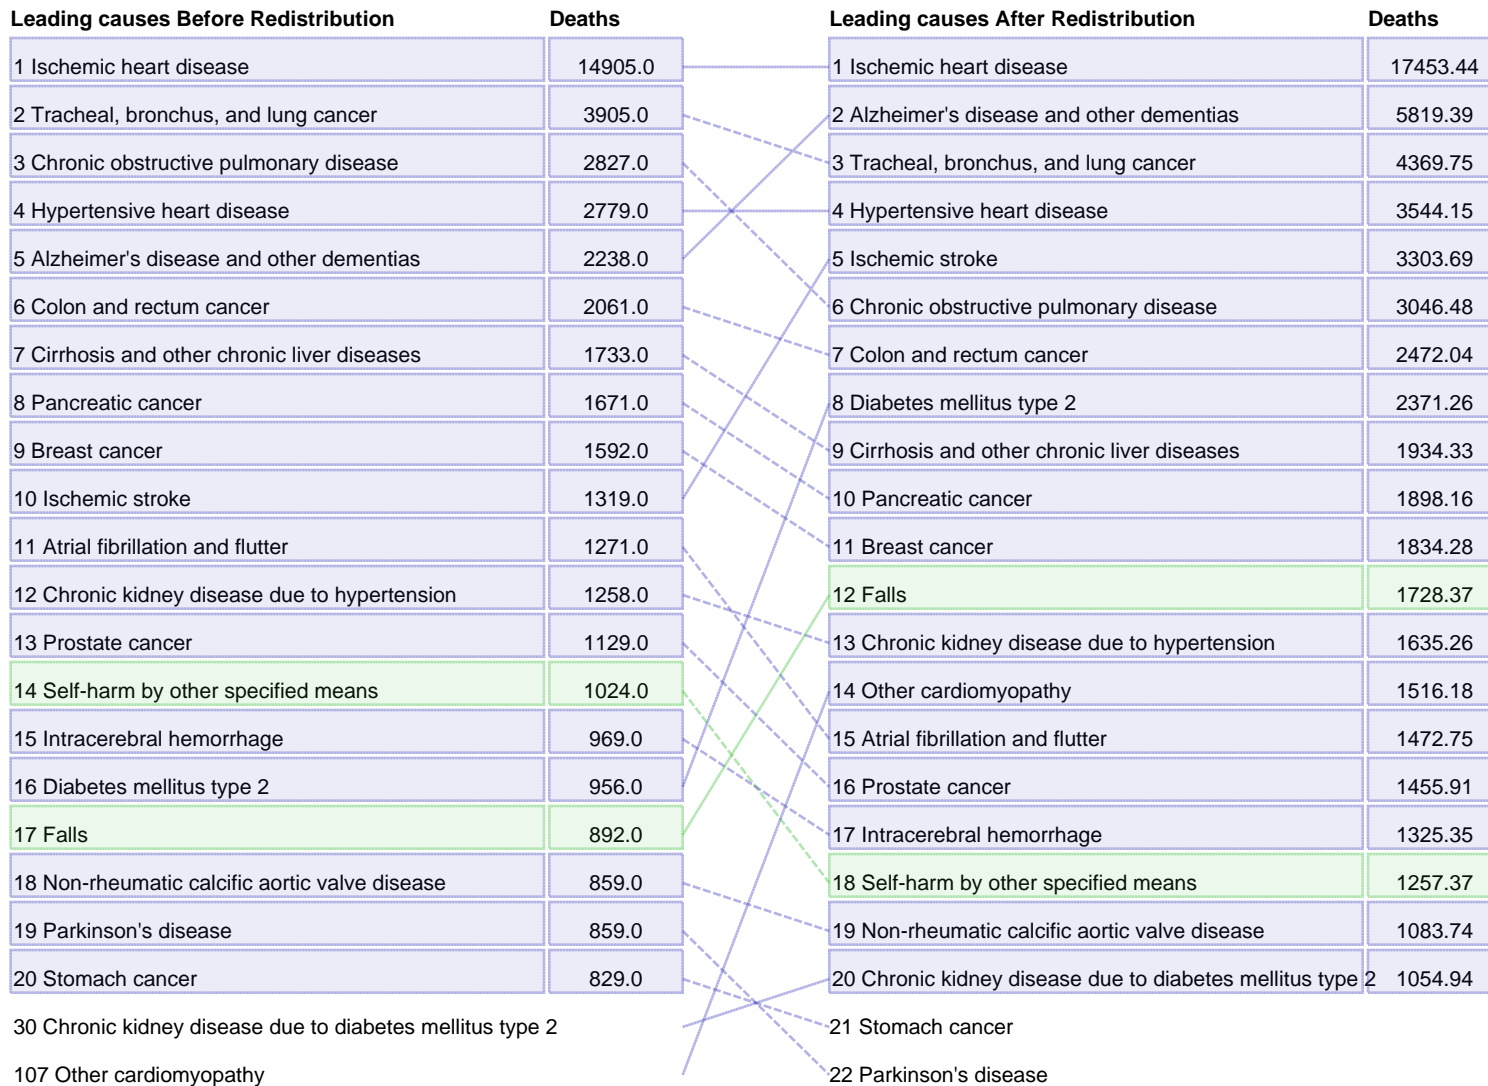 Leading causes Before Redistribution Deaths Leading causes After Redistribution Deaths
1 Ischemic heart disease 14905.0 1 Ischemic heart disease 17453.44
2 Tracheal, bronchus, and lung cancer 3905.0 2 Alzheimer's disease and other dementias 5819.39
3 Chronic obstructive pulmonary disease 2827.0 3 Tracheal, bronchus, and lung cancer 4369.75
4 Hypertensive heart disease 2779.0 4 Hypertensive heart disease 3544.15
5 Alzheimer's disease and other dementias 2238.0 5 Ischemic stroke 3303.69
6 Colon and rectum cancer 2061.0 6 Chronic obstructive pulmonary disease 3046.48
7 Cirrhosis and other chronic liver diseases 1733.0 7 Colon and rectum cancer 2472.04
8 Pancreatic cancer 1671.0 8 Diabetes mellitus type 2 2371.26
9 Breast cancer 1592.0 9 Cirrhosis and other chronic liver diseases 1934.33
10 Ischemic stroke 1319.0 10 Pancreatic cancer 1898.16
11 Atrial fibrillation and flutter 1271.0 11 Breast cancer 1834.28
12 Chronic kidney disease due to hypertension 1258.0 12 Falls 1728.37
13 Prostate cancer 1129.0 13 Chronic kidney disease due to hypertension 1635.26
14 Self-harm by other specified means 1024.0 14 Other cardiomyopathy 1516.18
15 Intracerebral hemorrhage 969.0 15 Atrial fibrillation and flutter 1472.75
16 Diabetes mellitus type 2 956.0 16 Prostate cancer 1455.91
17 Falls 892.0 17 Intracerebral hemorrhage 1325.35
18 Non-rheumatic calcific aortic valve disease 859.0 18 Self-harm by other specified means 1257.37
19 Parkinson's disease 859.0 19 Non-rheumatic calcific aortic valve disease 1083.74
20 Stomach cancer 829.0 20 Chronic kidney disease due to diabetes mellitus type 2 1054.94
30 Chronic kidney disease due to diabetes mellitus type 2 21 Stomach cancer
107 Other cardiomyopathy 22 Parkinson's disease